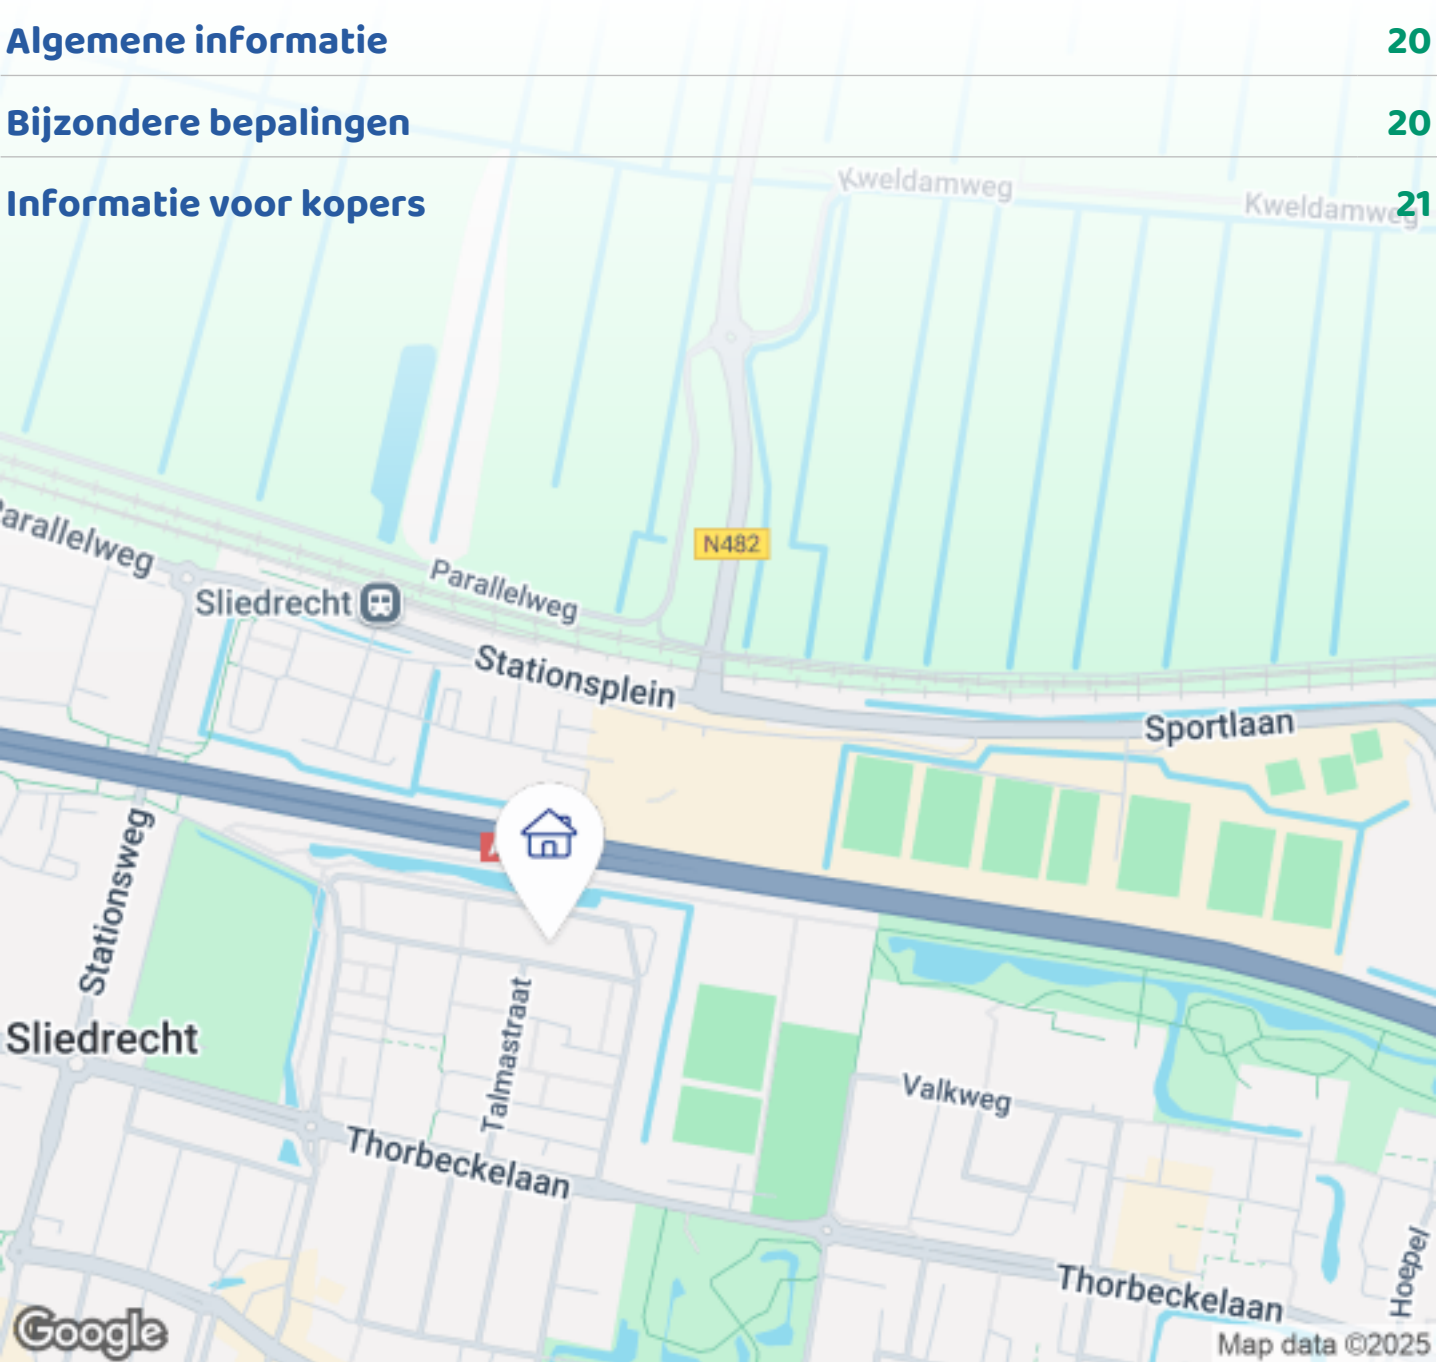 Algemene informatie 20
Bijzondere bepalingen 20
Informatie voor kopers 21
Kweldamweg
Kweldamweg
N482
Parallelweg
Parallelweg
Sliedrecht
Stationsplein
Sportlaan
Stationsweg
Talmastraat
Sliedrecht
Valkweg
Thorbeckelaan
Thorbeckelaan
Hoepel
Google
Map data ©2025